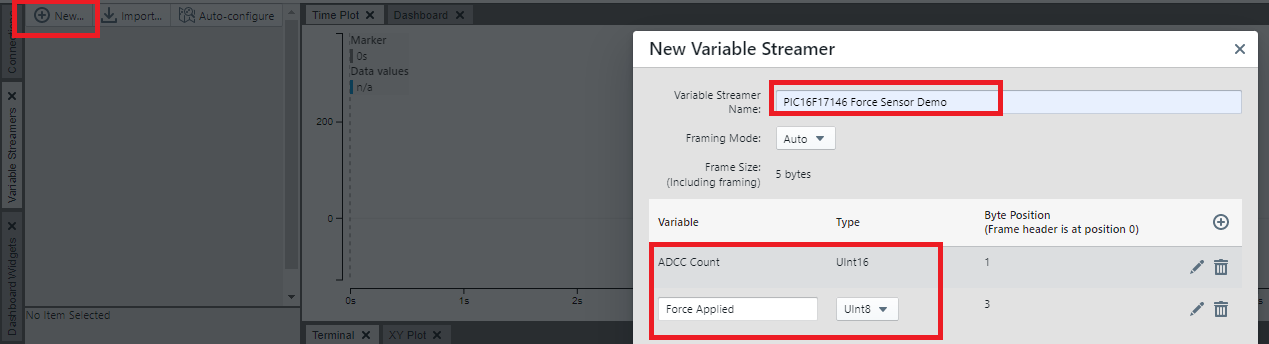 Connections
New...
Import...
Auto-configure
Variable Streamers
Dashboard Widgets
No Item Selected
Time Plot
Dashboard
Marker
0s
Data values
n/a
200
0
0s
1s
2s
Terminal
XY Plot
New Variable Streamer
Variable Streamer
Name:
PIC16F17146 Force Sensor Demo
Framing Mode:
Auto
Frame Size:
(Including framing)
5 bytes
Variable
Type
Byte Position
(Frame header is at position 0)
ADCC Count
UInt16
1
Force Applied
UInt8
3